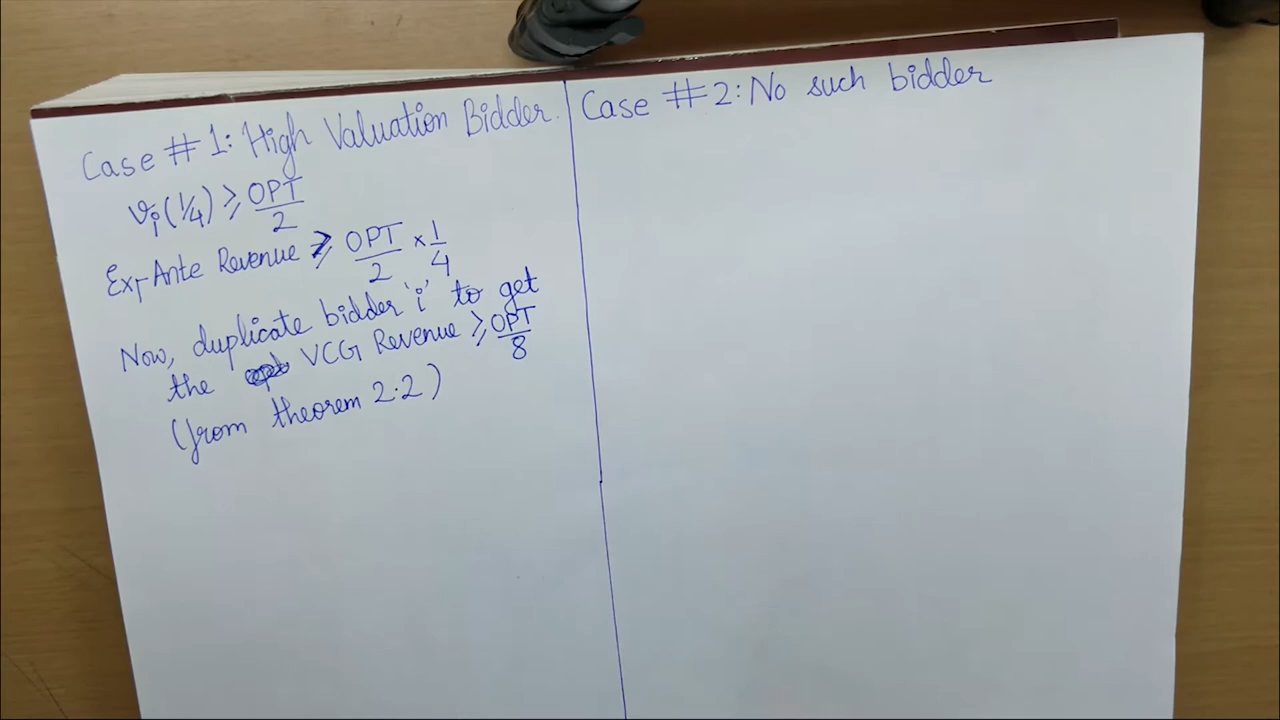 Case #1: High Valuation Bidder.
vᵢ(1/4) ≥ OPT/2
Ex-Ante Revenue ≥ OPT/2 × 1/4
Now, duplicate bidder 'i' to get
the VCG Revenue ≥ OPT/8
(from theorem 2.2)
Case #2: No such bidder